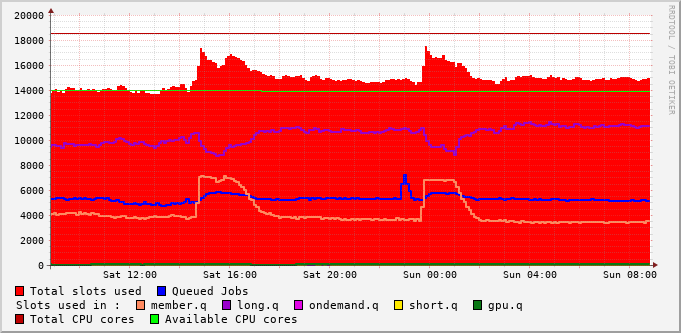 20000
18000
16000
14000
12000
10000
8000
6000
4000
2000
0
Sat 12:00 Sat 16:00 Sat 20:00 Sun 00:00 Sun 04:00 Sun 08:00
RRDTOOL / TOBI OETIKER
Total slots used Queued Jobs
Slots used in : member.q long.q ondemand.q short.q gpu.q
Total CPU cores Available CPU cores